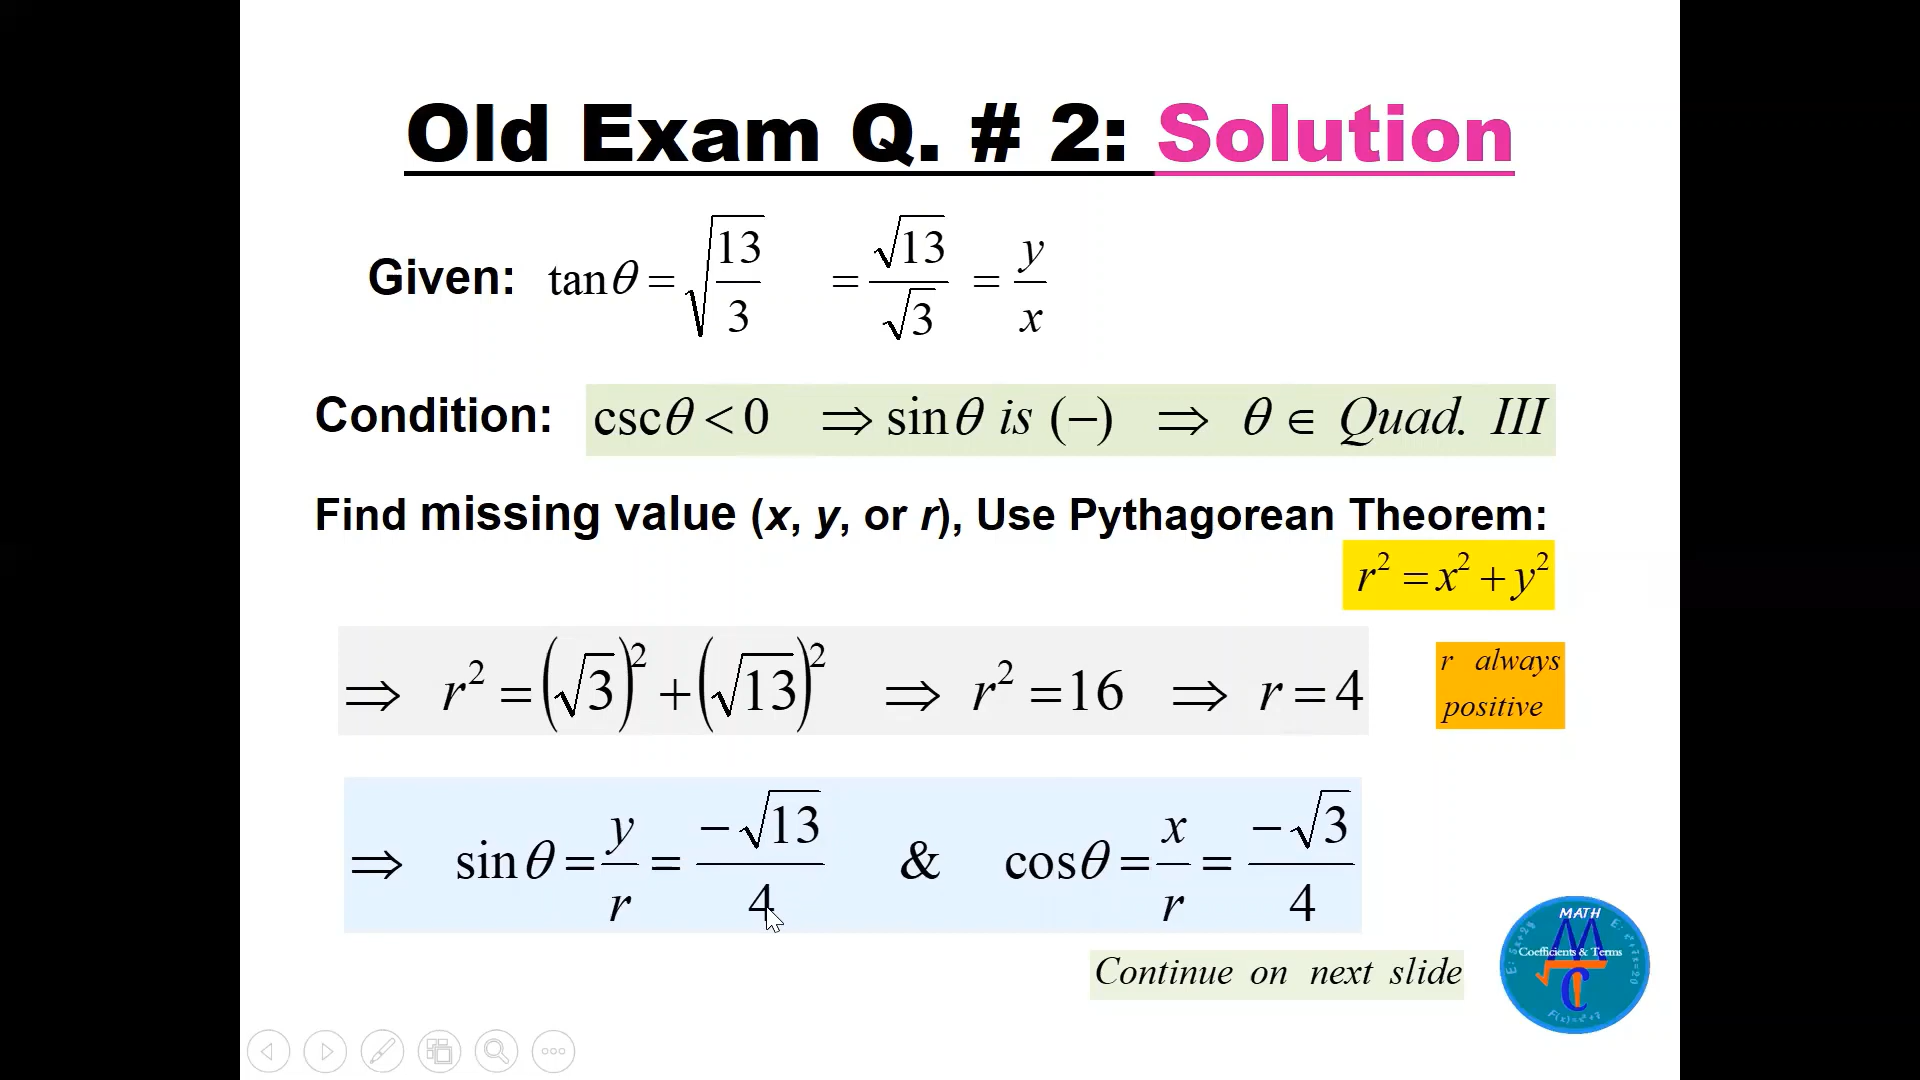 Old Exam Q. # 2: Solution
Given: tanθ = √(13/3) = √13/√3 = y/x
Condition: cscθ < 0 ⇒ sinθ is (−) ⇒ θ ∈ Quad. III
Find missing value (x, y, or r), Use Pythagorean Theorem:
r² = x² + y²
⇒ r² = (√3)² + (√13)² ⇒ r² = 16 ⇒ r = 4
r always
positive
⇒ sinθ = y/r = −√13/4 & cosθ = x/r = −√3/4
Continue on next slide
MATH
Coefficients & Terms